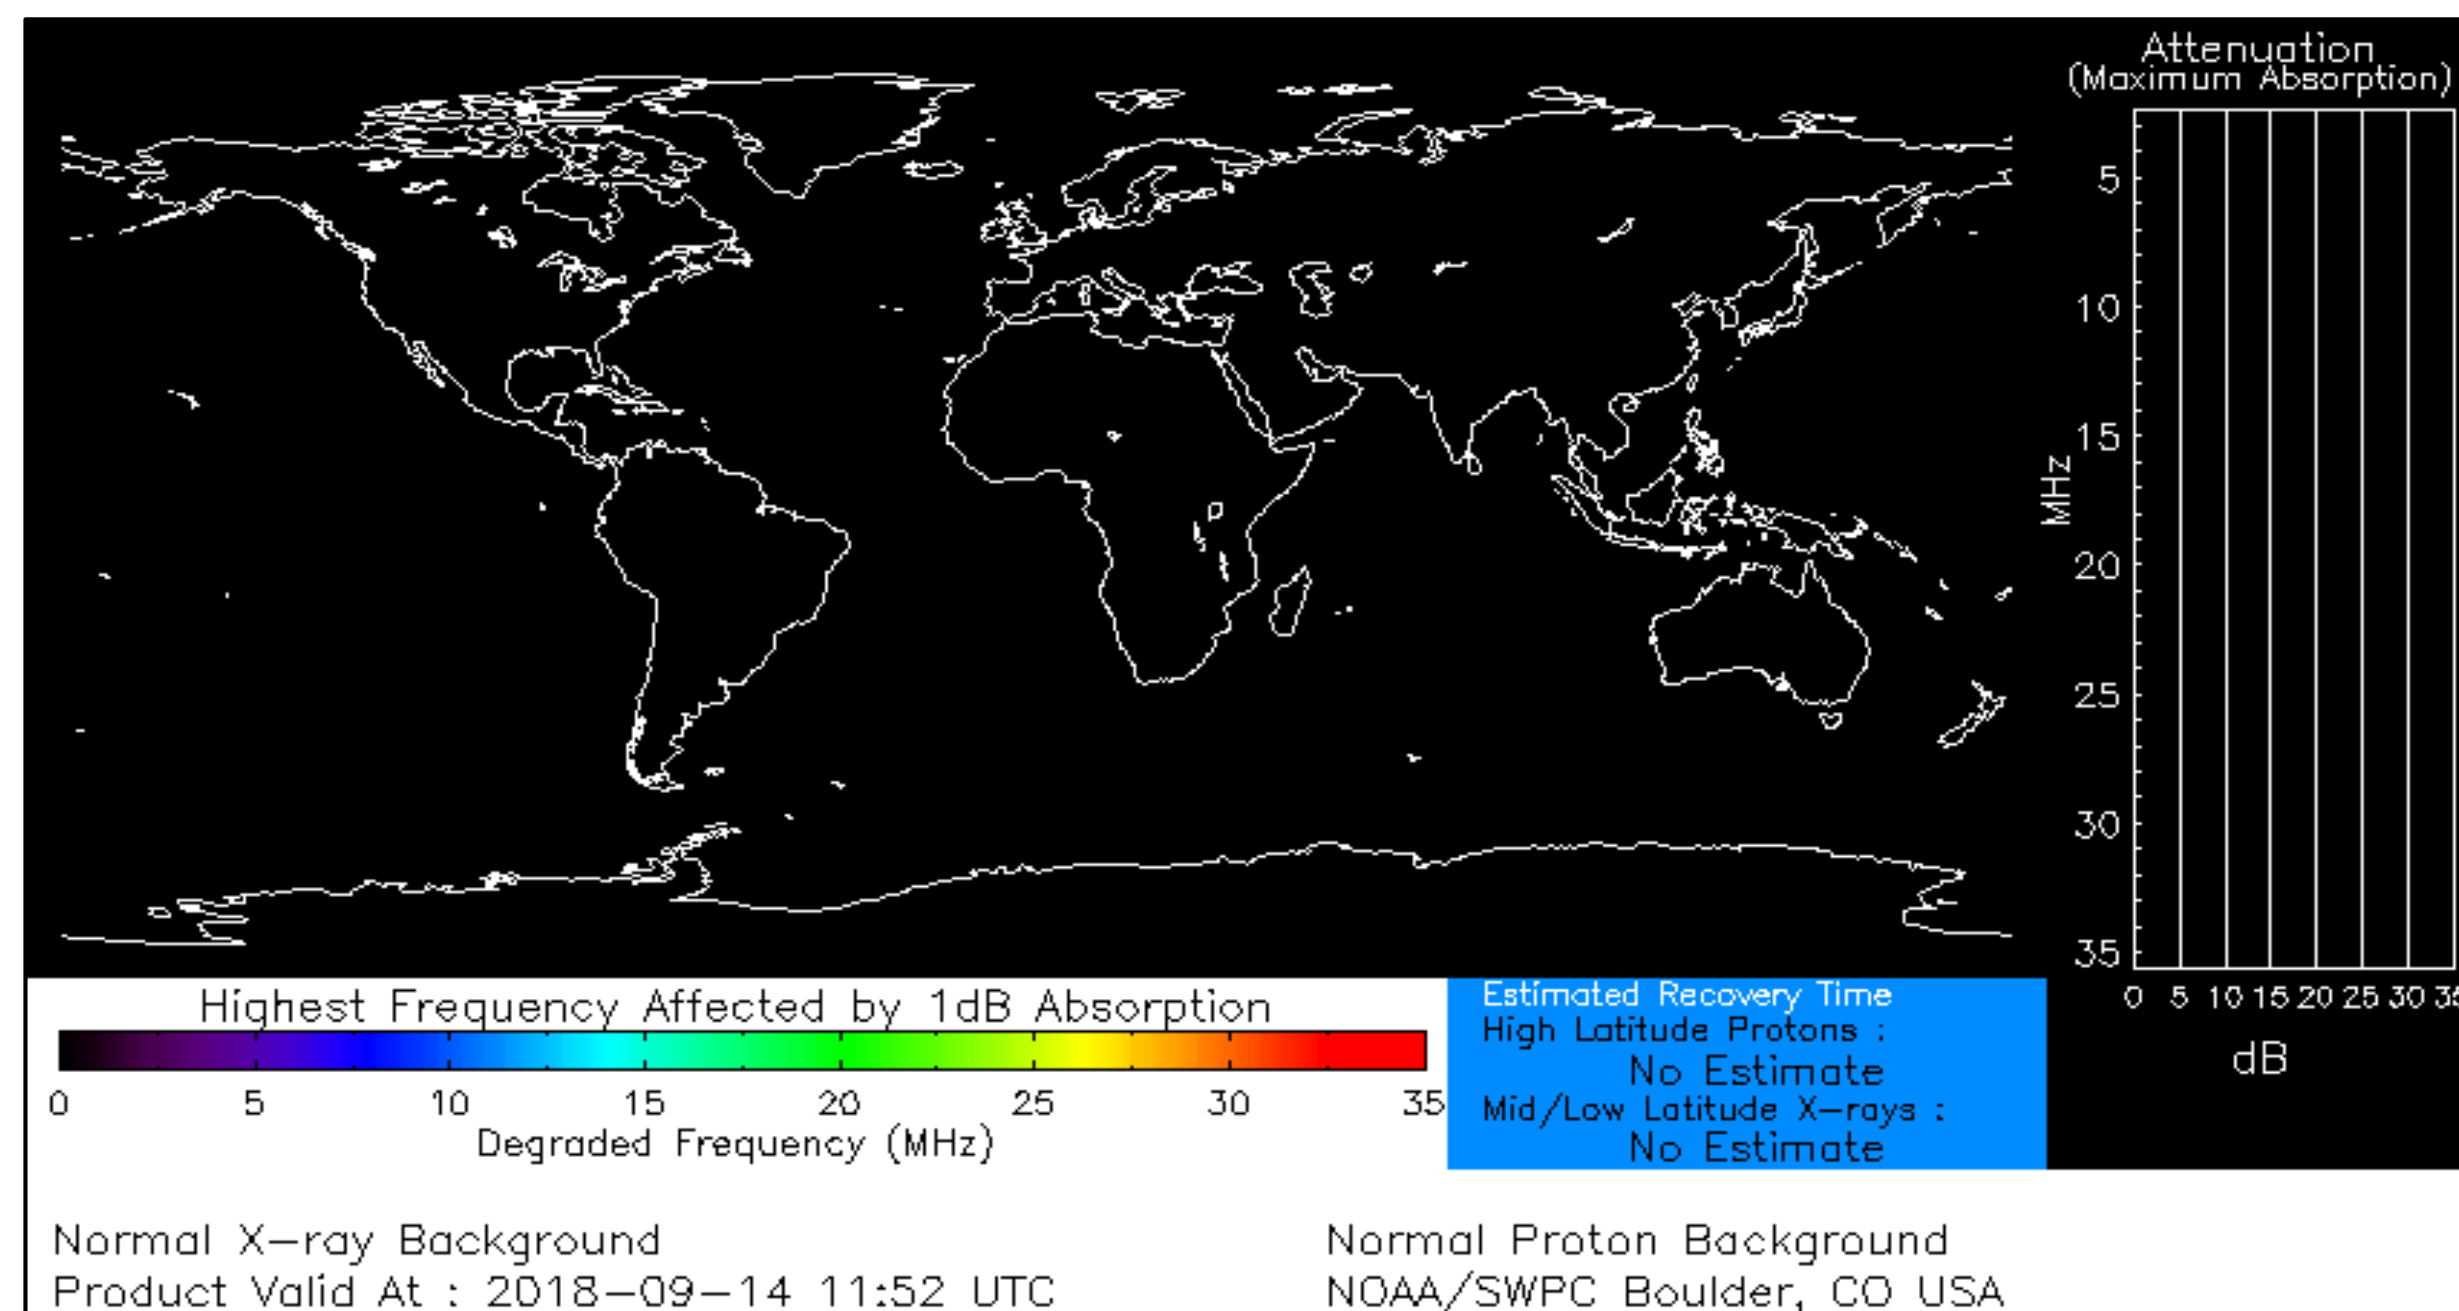 Attenuation
(Maximum Absorption)
5
10
15
20
25
30
35
MHz
0 5 10 15 20 25 30 35
dB
Highest Frequency Affected by 1dB Absorption
0 5 10 15 20 25 30 35
Degraded Frequency (MHz)
Estimated Recovery Time
High Latitude Protons :
No Estimate
Mid/Low Latitude X-rays :
No Estimate
Normal X-ray Background
Normal Proton Background
Product Valid At : 2018-09-14 11:52 UTC
NOAA/SWPC Boulder, CO USA